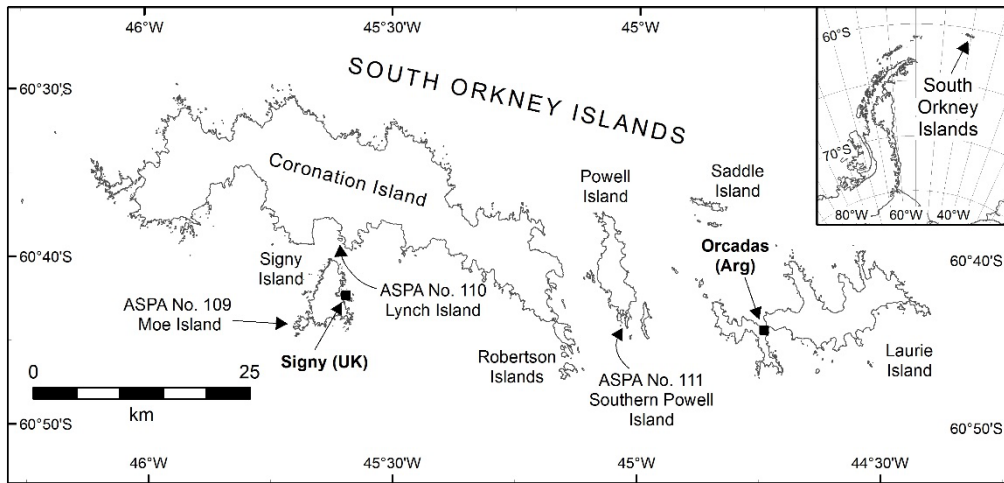 46°W
45°30'W
45°W
60°S
70°S
80°W
60°W
40°W
South
Orkney
Islands
60°30'S
SOUTH ORKNEY ISLANDS
Coronation Island
Powell
Island
Saddle
Island
60°40'S
Signy
Island
ASPA No. 110
Lynch Island
Orcadas
(Arg)
60°40'S
ASPA No. 109
Moe Island
Signy (UK)
Robertson
Islands
ASPA No. 111
Southern Powell
Island
Laurie
Island
0
25
km
60°50'S
60°50'S
46°W
45°30'W
45°W
44°30'W